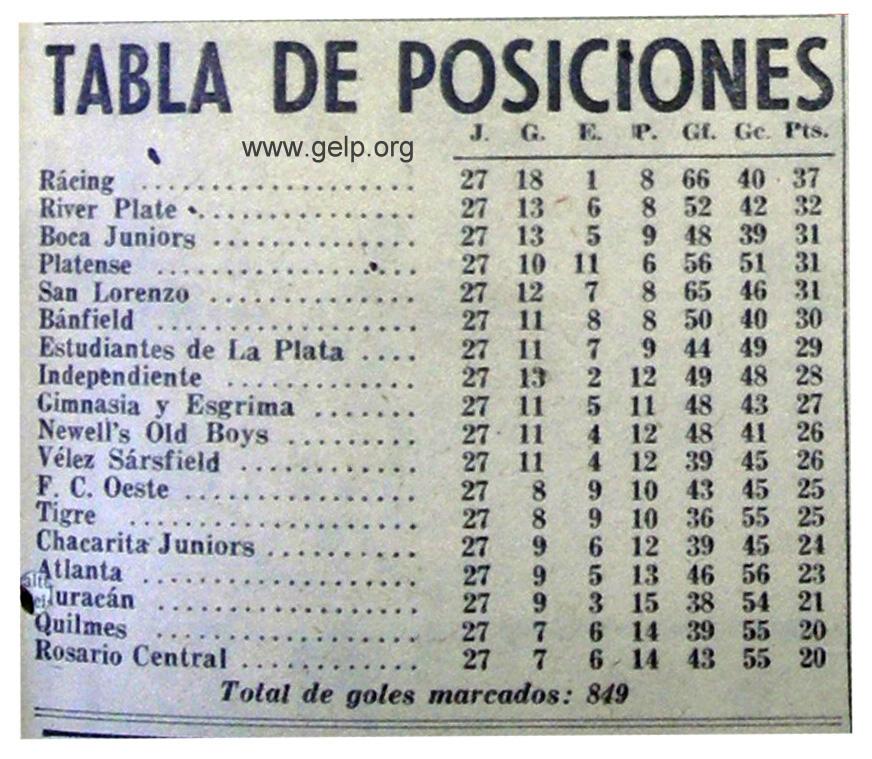 TABLA DE POSICIONES
www.gelp.org
J. G. E. P. Gf. Gc. Pts.
Rácing .................. 27 18 1 8 66 40 37
River Plate .............. 27 13 6 8 52 42 32
Boca Juniors ............. 27 13 5 9 48 39 31
Platense ................. 27 10 11 6 56 51 31
San Lorenzo ............. 27 12 7 8 65 46 31
Bánfield ................. 27 11 8 8 50 40 30
Estudiantes de La Plata .... 27 11 7 9 44 49 29
Independiente ............ 27 13 2 12 49 48 28
Gimnasia y Esgrima ....... 27 11 5 11 48 43 27
Newell's Old Boys ......... 27 11 4 12 48 41 26
Vélez Sársfield ............ 27 11 4 12 39 45 26
F. C. Oeste ............... 27 8 9 10 43 45 25
Tigre ................... 27 8 9 10 36 55 25
Chacarita Juniors .......... 27 9 6 12 39 45 24
Atlanta .................. 27 9 5 13 46 56 23
uracán ................. 27 9 3 15 38 54 21
Quilmes ................. 27 7 6 14 39 55 20
Rosario Central ............ 27 7 6 14 43 55 20
Total de goles marcados: 849